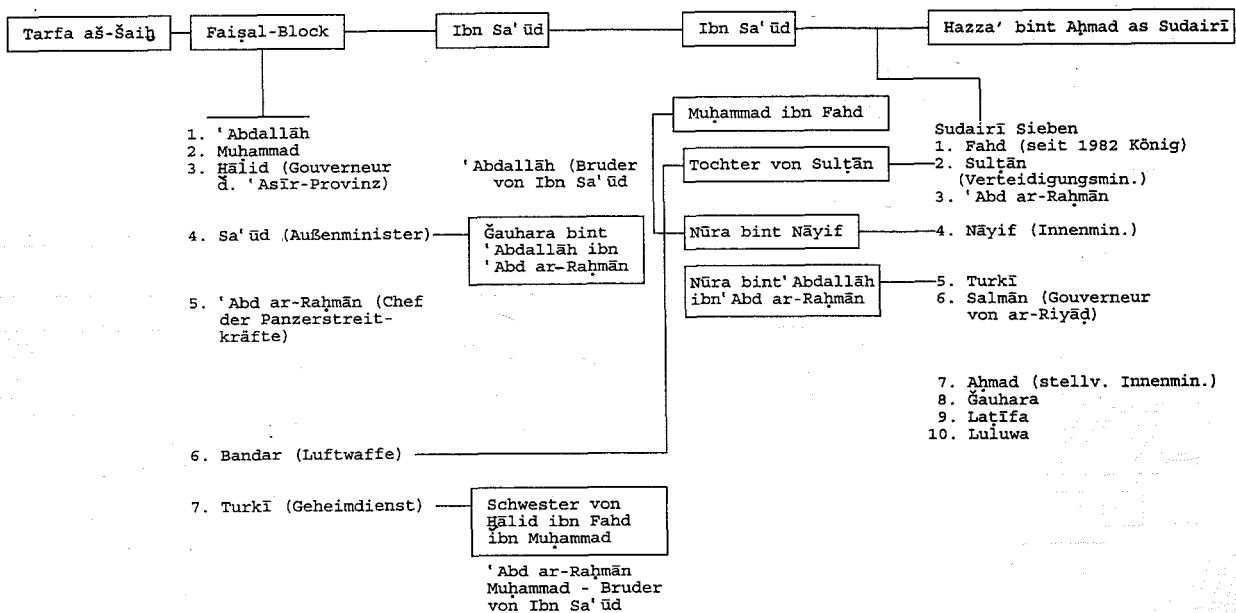 Tarfa aš-Šaiḫ
Faiṣal-Block
Ibn Sa'ūd
Ibn Sa'ūd
Hazza' bint Aḥmad as Sudairī
1. 'Abdallāh
2. Muḥammad
3. Ḫālid (Gouverneur
d. 'Asīr-Provinz)
4. Sa'ūd (Außenminister)
5. 'Abd ar-Raḥmān (Chef
der Panzerstreit-
kräfte)
6. Bandar (Luftwaffe)
7. Turkī (Geheimdienst)
'Abdallāh (Bruder
von Ibn Sa'ūd
Ǧauhara bint
'Abdallāh ibn
'Abd ar-Raḥmān
Schwester von
Ḫālid ibn Fahd
ibn Muḥammad
'Abd ar-Raḥmān
Muḥammad - Bruder
von Ibn Sa'ūd
Muḥammad ibn Fahd
Tochter von Sulṭān
Nūra bint Nāyif
Nūra bint'Abdallāh
ibn'Abd ar-Raḥmān
Sudairī Sieben
1. Fahd (seit 1982 König)
2. Sulṭān
(Verteidigungsmin.)
3. 'Abd ar-Raḥmān
4. Nāyif (Innenmin.)
5. Turkī
6. Salmān (Gouverneur
von ar-Riyāḍ)
7. Aḥmad (stellv. Innenmin.)
8. Ǧauhara
9. Laṭīfa
10. Luluwa